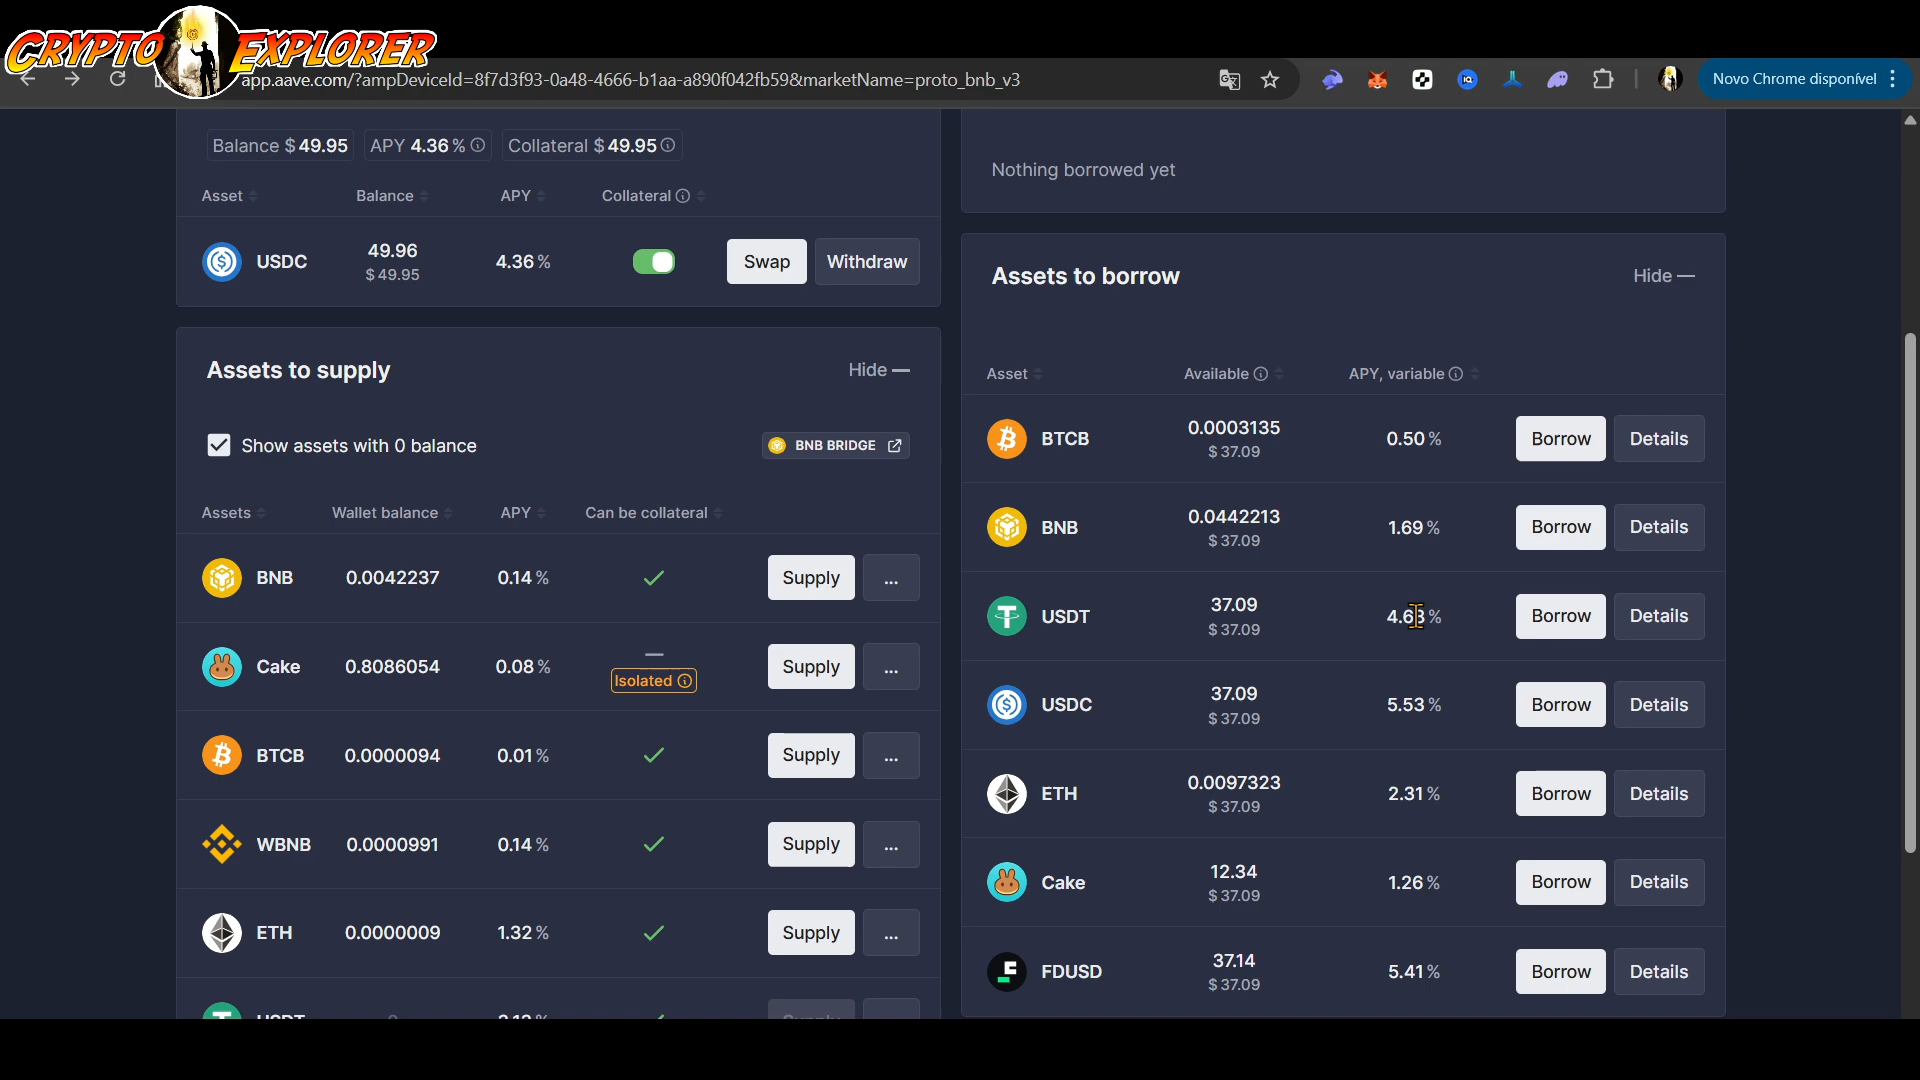 CRYPTO EXPLORER
app.aave.com/?ampDeviceId=8f7d3f93-0a48-4666-b1aa-a890f042fb59&marketName=proto_bnb_v3
Novo Chrome disponível
Balance $ 49.95 APY 4.36 % Collateral $ 49.95
Asset Balance APY Collateral
USDC 49.96 4.36 % Swap Withdraw
$ 49.95
Assets to supply Hide —
Show assets with 0 balance BNB BRIDGE
Assets Wallet balance APY Can be collateral
BNB 0.0042237 0.14 % Supply ...
Cake 0.8086054 0.08 % — Supply ...
Isolated
BTCB 0.0000094 0.01 % Supply ...
WBNB 0.0000991 0.14 % Supply ...
ETH 0.0000009 1.32 % Supply ...
Nothing borrowed yet
Assets to borrow Hide —
Asset Available APY, variable
BTCB 0.0003135 0.50 % Borrow Details
$ 37.09
BNB 0.0442213 1.69 % Borrow Details
$ 37.09
USDT 37.09 4.63 % Borrow Details
$ 37.09
USDC 37.09 5.53 % Borrow Details
$ 37.09
ETH 0.0097323 2.31 % Borrow Details
$ 37.09
Cake 12.34 1.26 % Borrow Details
$ 37.09
FDUSD 37.14 5.41 % Borrow Details
$ 37.09